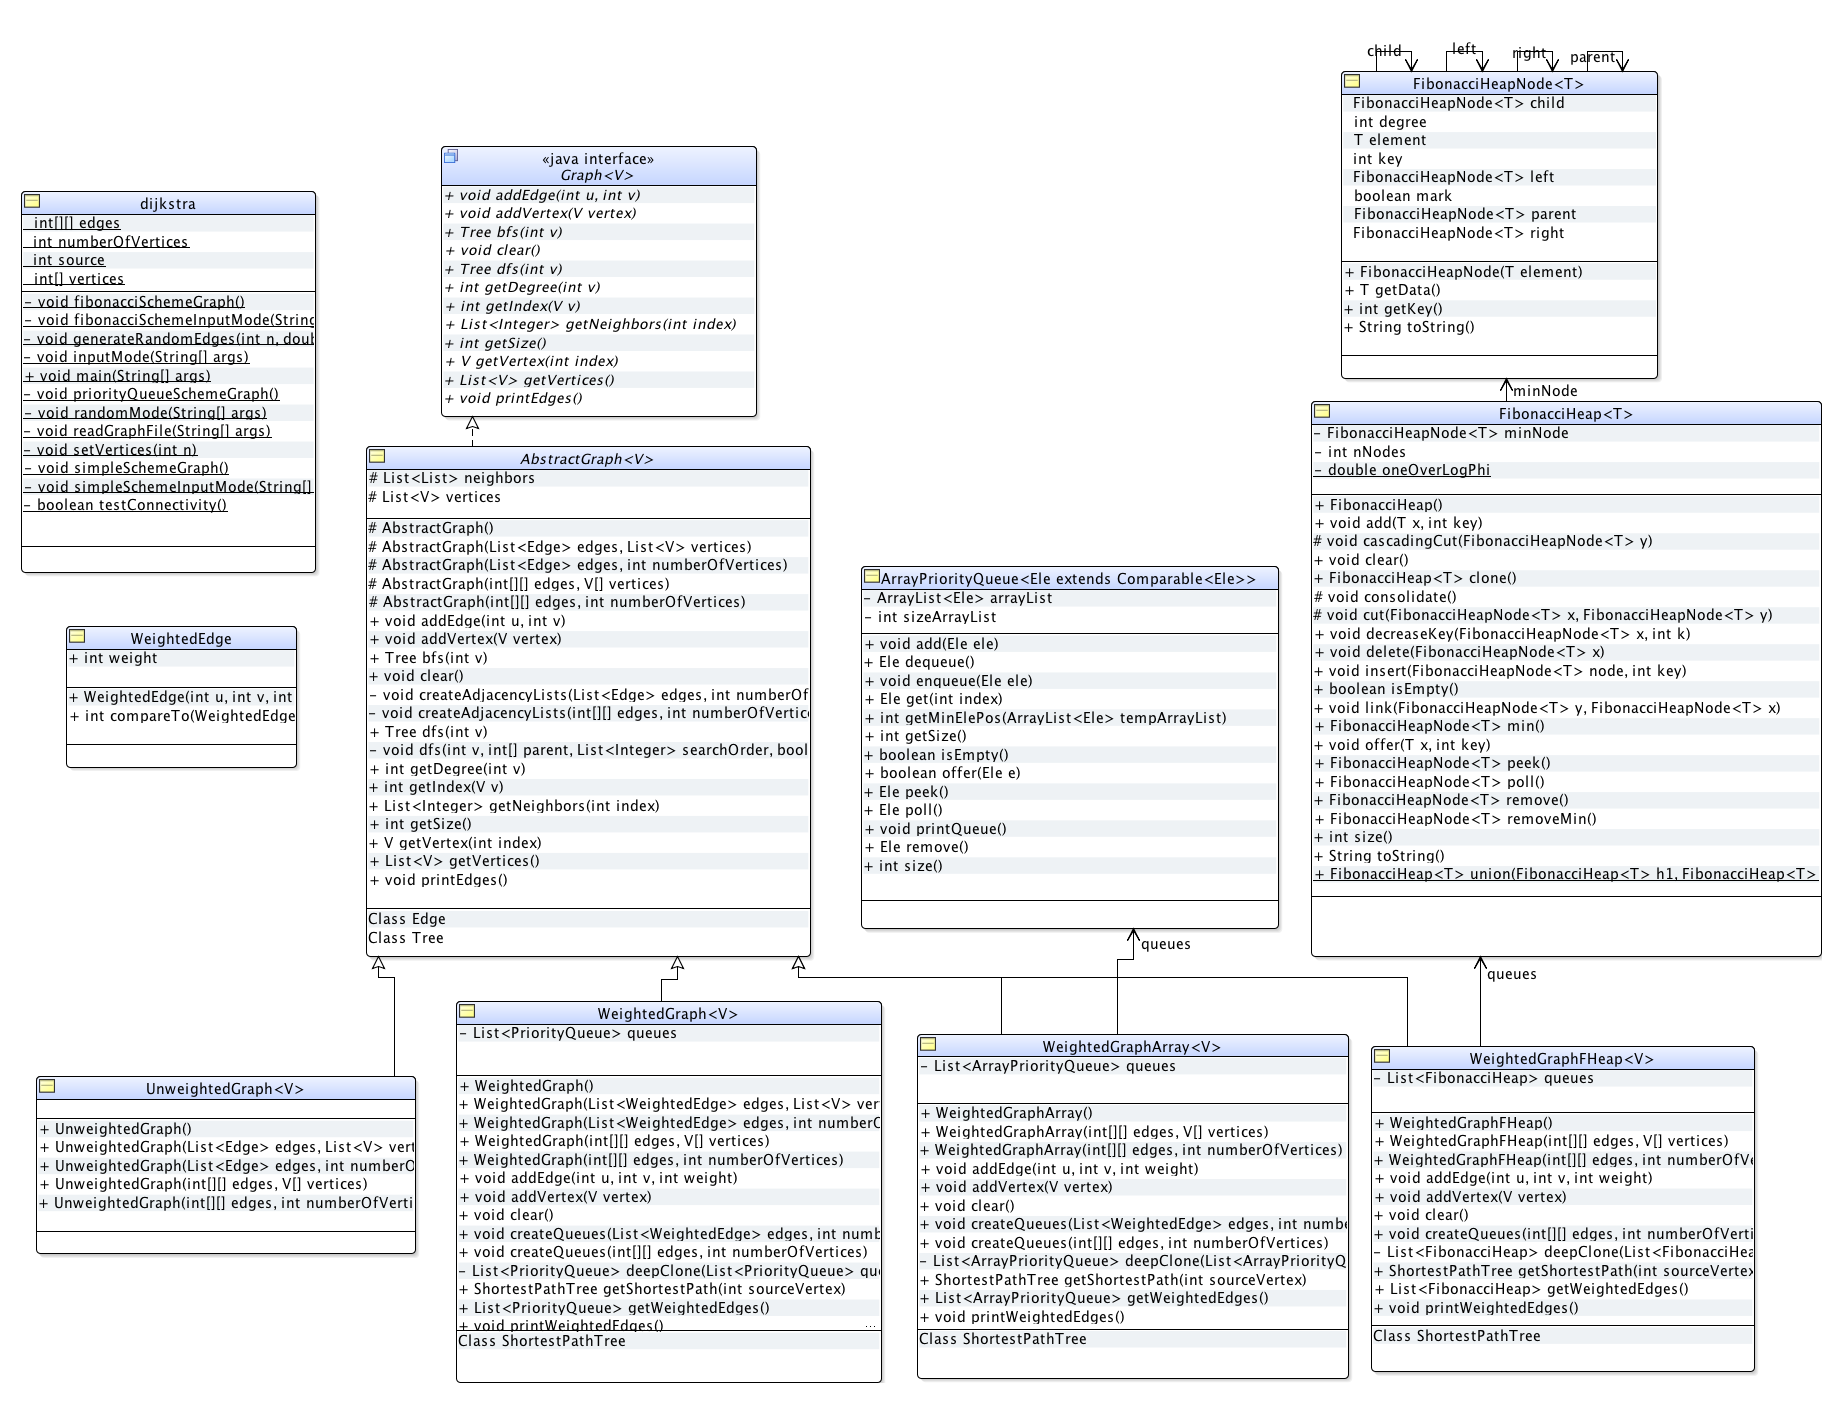 child
left
right
parent
FibonacciHeapNode<T>
FibonacciHeapNode<T> child
int degree
T element
int key
FibonacciHeapNode<T> left
boolean mark
FibonacciHeapNode<T> parent
FibonacciHeapNode<T> right
+ FibonacciHeapNode(T element)
+ T getData()
+ int getKey()
+ String toString()
minNode
«java interface»
Graph<V>
+ void addEdge(int u, int v)
+ void addVertex(V vertex)
+ Tree bfs(int v)
+ void clear()
+ Tree dfs(int v)
+ int getDegree(int v)
+ int getIndex(V v)
+ List<Integer> getNeighbors(int index)
+ int getSize()
+ V getVertex(int index)
+ List<V> getVertices()
+ void printEdges()
dijkstra
int[][] edges
int numberOfVertices
int source
int[] vertices
- void fibonacciSchemeGraph()
- void fibonacciSchemeInputMode(String
- void generateRandomEdges(int n, doul
- void inputMode(String[] args)
+ void main(String[] args)
- void priorityQueueSchemeGraph()
- void randomMode(String[] args)
- void readGraphFile(String[] args)
- void setVertices(int n)
- void simpleSchemeGraph()
- void simpleSchemeInputMode(String[]
- boolean testConnectivity()
WeightedEdge
+ int weight
+ WeightedEdge(int u, int v, int
+ int compareTo(WeightedEdge
AbstractGraph<V>
# List<List> neighbors
# List<V> vertices
# AbstractGraph()
# AbstractGraph(List<Edge> edges, List<V> vertices)
# AbstractGraph(List<Edge> edges, int numberOfVertices)
# AbstractGraph(int[][] edges, V[] vertices)
# AbstractGraph(int[][] edges, int numberOfVertices)
+ void addEdge(int u, int v)
+ void addVertex(V vertex)
+ Tree bfs(int v)
+ void clear()
- void createAdjacencyLists(List<Edge> edges, int numberOf
- void createAdjacencyLists(int[][] edges, int numberOfVertic
+ Tree dfs(int v)
- void dfs(int v, int[] parent, List<Integer> searchOrder, bool
+ int getDegree(int v)
+ int getIndex(V v)
+ List<Integer> getNeighbors(int index)
+ int getSize()
+ V getVertex(int index)
+ List<V> getVertices()
+ void printEdges()
Class Edge
Class Tree
ArrayPriorityQueue<Ele extends Comparable<Ele>>
- ArrayList<Ele> arrayList
- int sizeArrayList
+ void add(Ele ele)
+ Ele dequeue()
+ void enqueue(Ele ele)
+ Ele get(int index)
+ int getMinElePos(ArrayList<Ele> tempArrayList)
+ int getSize()
+ boolean isEmpty()
+ boolean offer(Ele e)
+ Ele peek()
+ Ele poll()
+ void printQueue()
+ Ele remove()
+ int size()
queues
FibonacciHeap<T>
- FibonacciHeapNode<T> minNode
- int nNodes
- double oneOverLogPhi
+ FibonacciHeap()
+ void add(T x, int key)
# void cascadingCut(FibonacciHeapNode<T> y)
+ void clear()
+ FibonacciHeap<T> clone()
# void consolidate()
# void cut(FibonacciHeapNode<T> x, FibonacciHeapNode<T> y)
+ void decreaseKey(FibonacciHeapNode<T> x, int k)
+ void delete(FibonacciHeapNode<T> x)
+ void insert(FibonacciHeapNode<T> node, int key)
+ boolean isEmpty()
+ void link(FibonacciHeapNode<T> y, FibonacciHeapNode<T> x)
+ FibonacciHeapNode<T> min()
+ void offer(T x, int key)
+ FibonacciHeapNode<T> peek()
+ FibonacciHeapNode<T> poll()
+ FibonacciHeapNode<T> remove()
+ FibonacciHeapNode<T> removeMin()
+ int size()
+ String toString()
+ FibonacciHeap<T> union(FibonacciHeap<T> h1, FibonacciHeap<T>
queues
UnweightedGraph<V>
+ UnweightedGraph()
+ UnweightedGraph(List<Edge> edges, List<V> vert
+ UnweightedGraph(List<Edge> edges, int numberO
+ UnweightedGraph(int[][] edges, V[] vertices)
+ UnweightedGraph(int[][] edges, int numberOfVerti
WeightedGraph<V>
- List<PriorityQueue> queues
+ WeightedGraph()
+ WeightedGraph(List<WeightedEdge> edges, List<V> ver
+ WeightedGraph(List<WeightedEdge> edges, int numberC
+ WeightedGraph(int[][] edges, V[] vertices)
+ WeightedGraph(int[][] edges, int numberOfVertices)
+ void addEdge(int u, int v, int weight)
+ void addVertex(V vertex)
+ void clear()
+ void createQueues(List<WeightedEdge> edges, int numb
+ void createQueues(int[][] edges, int numberOfVertices)
- List<PriorityQueue> deepClone(List<PriorityQueue> que
+ ShortestPathTree getShortestPath(int sourceVertex)
+ List<PriorityQueue> getWeightedEdges()
+ void printWeightedEdges() ...
Class ShortestPathTree
WeightedGraphArray<V>
- List<ArrayPriorityQueue> queues
+ WeightedGraphArray()
+ WeightedGraphArray(int[][] edges, V[] vertices)
+ WeightedGraphArray(int[][] edges, int numberOfVertices)
+ void addEdge(int u, int v, int weight)
+ void addVertex(V vertex)
+ void clear()
+ void createQueues(List<WeightedEdge> edges, int numbe
+ void createQueues(int[][] edges, int numberOfVertices)
- List<ArrayPriorityQueue> deepClone(List<ArrayPriorityQ
+ ShortestPathTree getShortestPath(int sourceVertex)
+ List<ArrayPriorityQueue> getWeightedEdges()
+ void printWeightedEdges()
Class ShortestPathTree
WeightedGraphFHeap<V>
- List<FibonacciHeap> queues
+ WeightedGraphFHeap()
+ WeightedGraphFHeap(int[][] edges, V[] vertices)
+ WeightedGraphFHeap(int[][] edges, int numberOfVe
+ void addEdge(int u, int v, int weight)
+ void addVertex(V vertex)
+ void clear()
+ void createQueues(int[][] edges, int numberOfVerti
- List<FibonacciHeap> deepClone(List<FibonacciHea
+ ShortestPathTree getShortestPath(int sourceVertex
+ List<FibonacciHeap> getWeightedEdges()
+ void printWeightedEdges()
Class ShortestPathTree